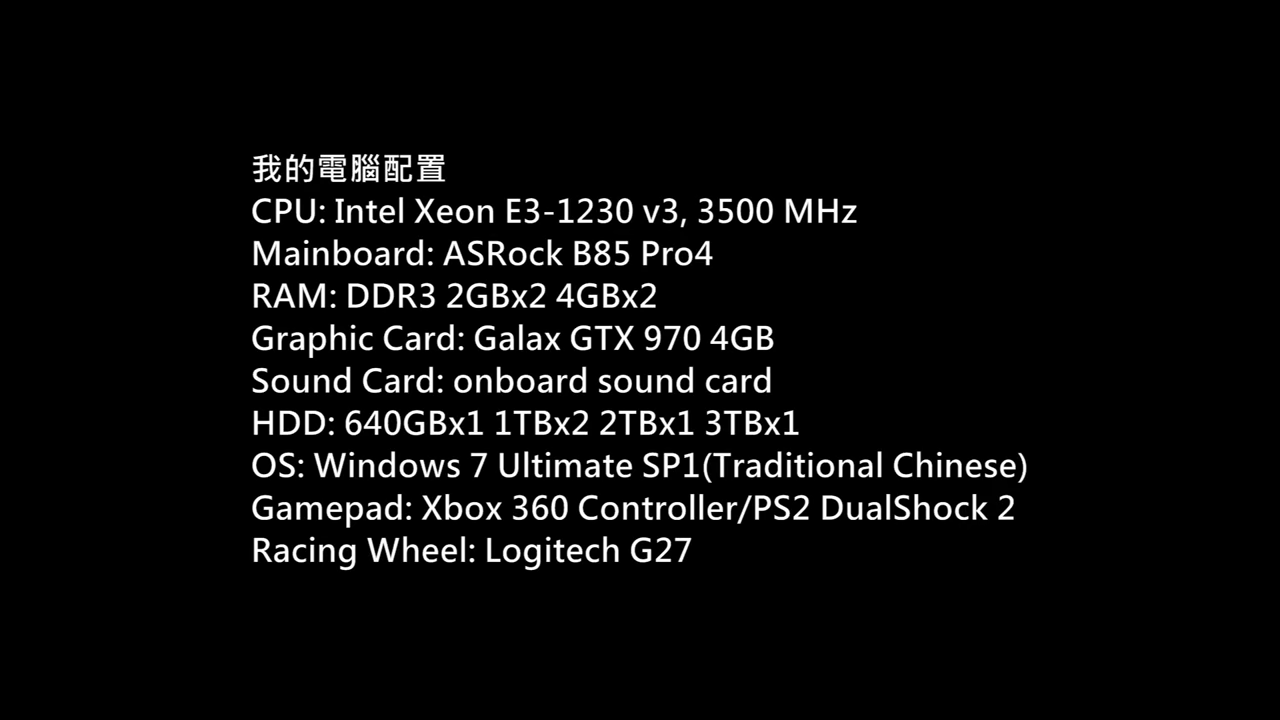 我的電腦配置
CPU: Intel Xeon E3-1230 v3, 3500 MHz
Mainboard: ASRock B85 Pro4
RAM: DDR3 2GBx2 4GBx2
Graphic Card: Galax GTX 970 4GB
Sound Card: onboard sound card
HDD: 640GBx1 1TBx2 2TBx1 3TBx1
OS: Windows 7 Ultimate SP1(Traditional Chinese)
Gamepad: Xbox 360 Controller/PS2 DualShock 2
Racing Wheel: Logitech G27